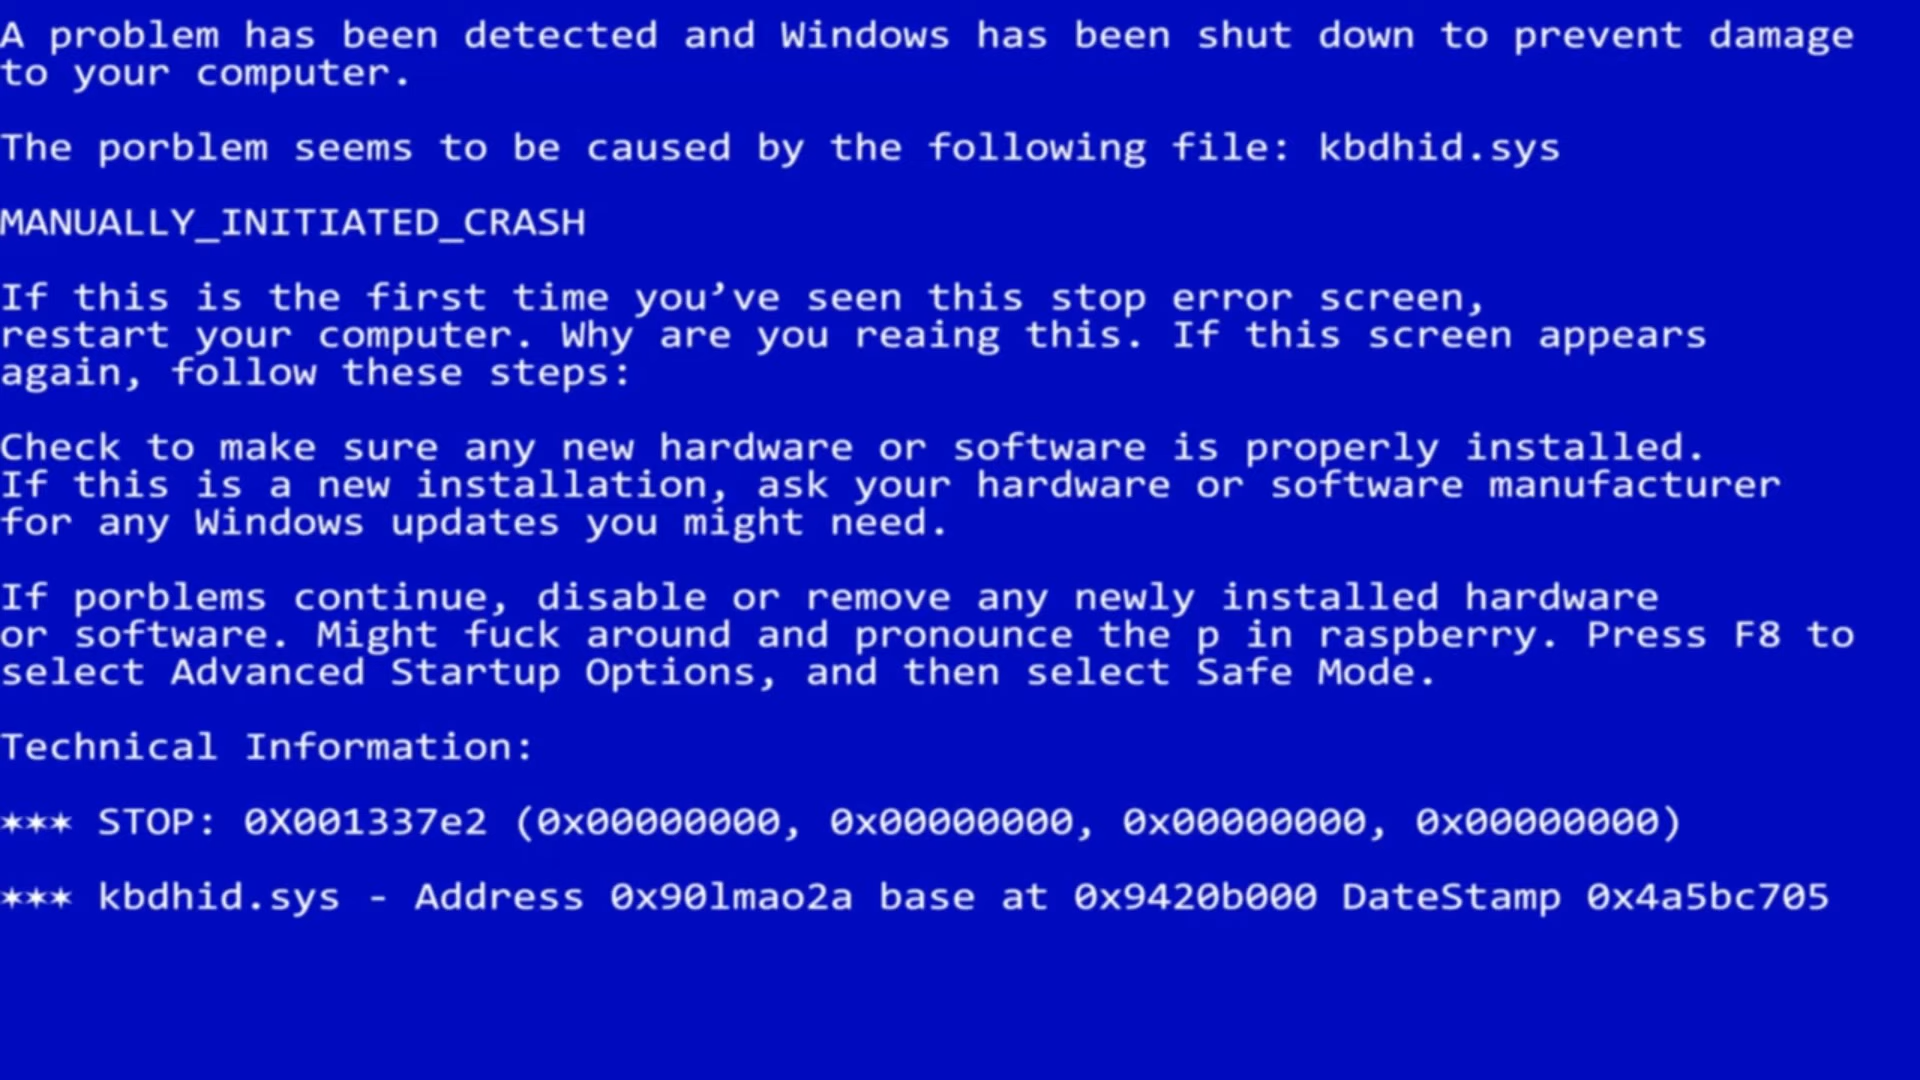 A problem has been detected and Windows has been shut down to prevent damage
to your computer.
The porblem seems to be caused by the following file: kbdhid.sys
MANUALLY_INITIATED_CRASH
If this is the first time you’ve seen this stop error screen,
restart your computer. Why are you reaing this. If this screen appears
again, follow these steps:
Check to make sure any new hardware or software is properly installed.
If this is a new installation, ask your hardware or software manufacturer
for any Windows updates you might need.
If porblems continue, disable or remove any newly installed hardware
or software. Might fuck around and pronounce the p in raspberry. Press F8 to
select Advanced Startup Options, and then select Safe Mode.
Technical Information:
*** STOP: 0X001337e2 (0x00000000, 0x00000000, 0x00000000, 0x00000000)
*** kbdhid.sys - Address 0x90lmao2a base at 0x9420b000 DateStamp 0x4a5bc705